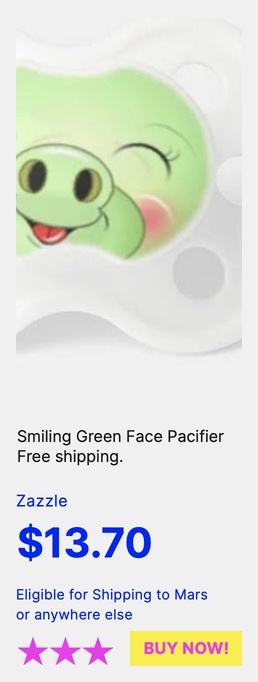 Smiling Green Face Pacifier
Free shipping.
Zazzle
$13.70
Eligible for Shipping to Mars
or anywhere else
BUY NOW!